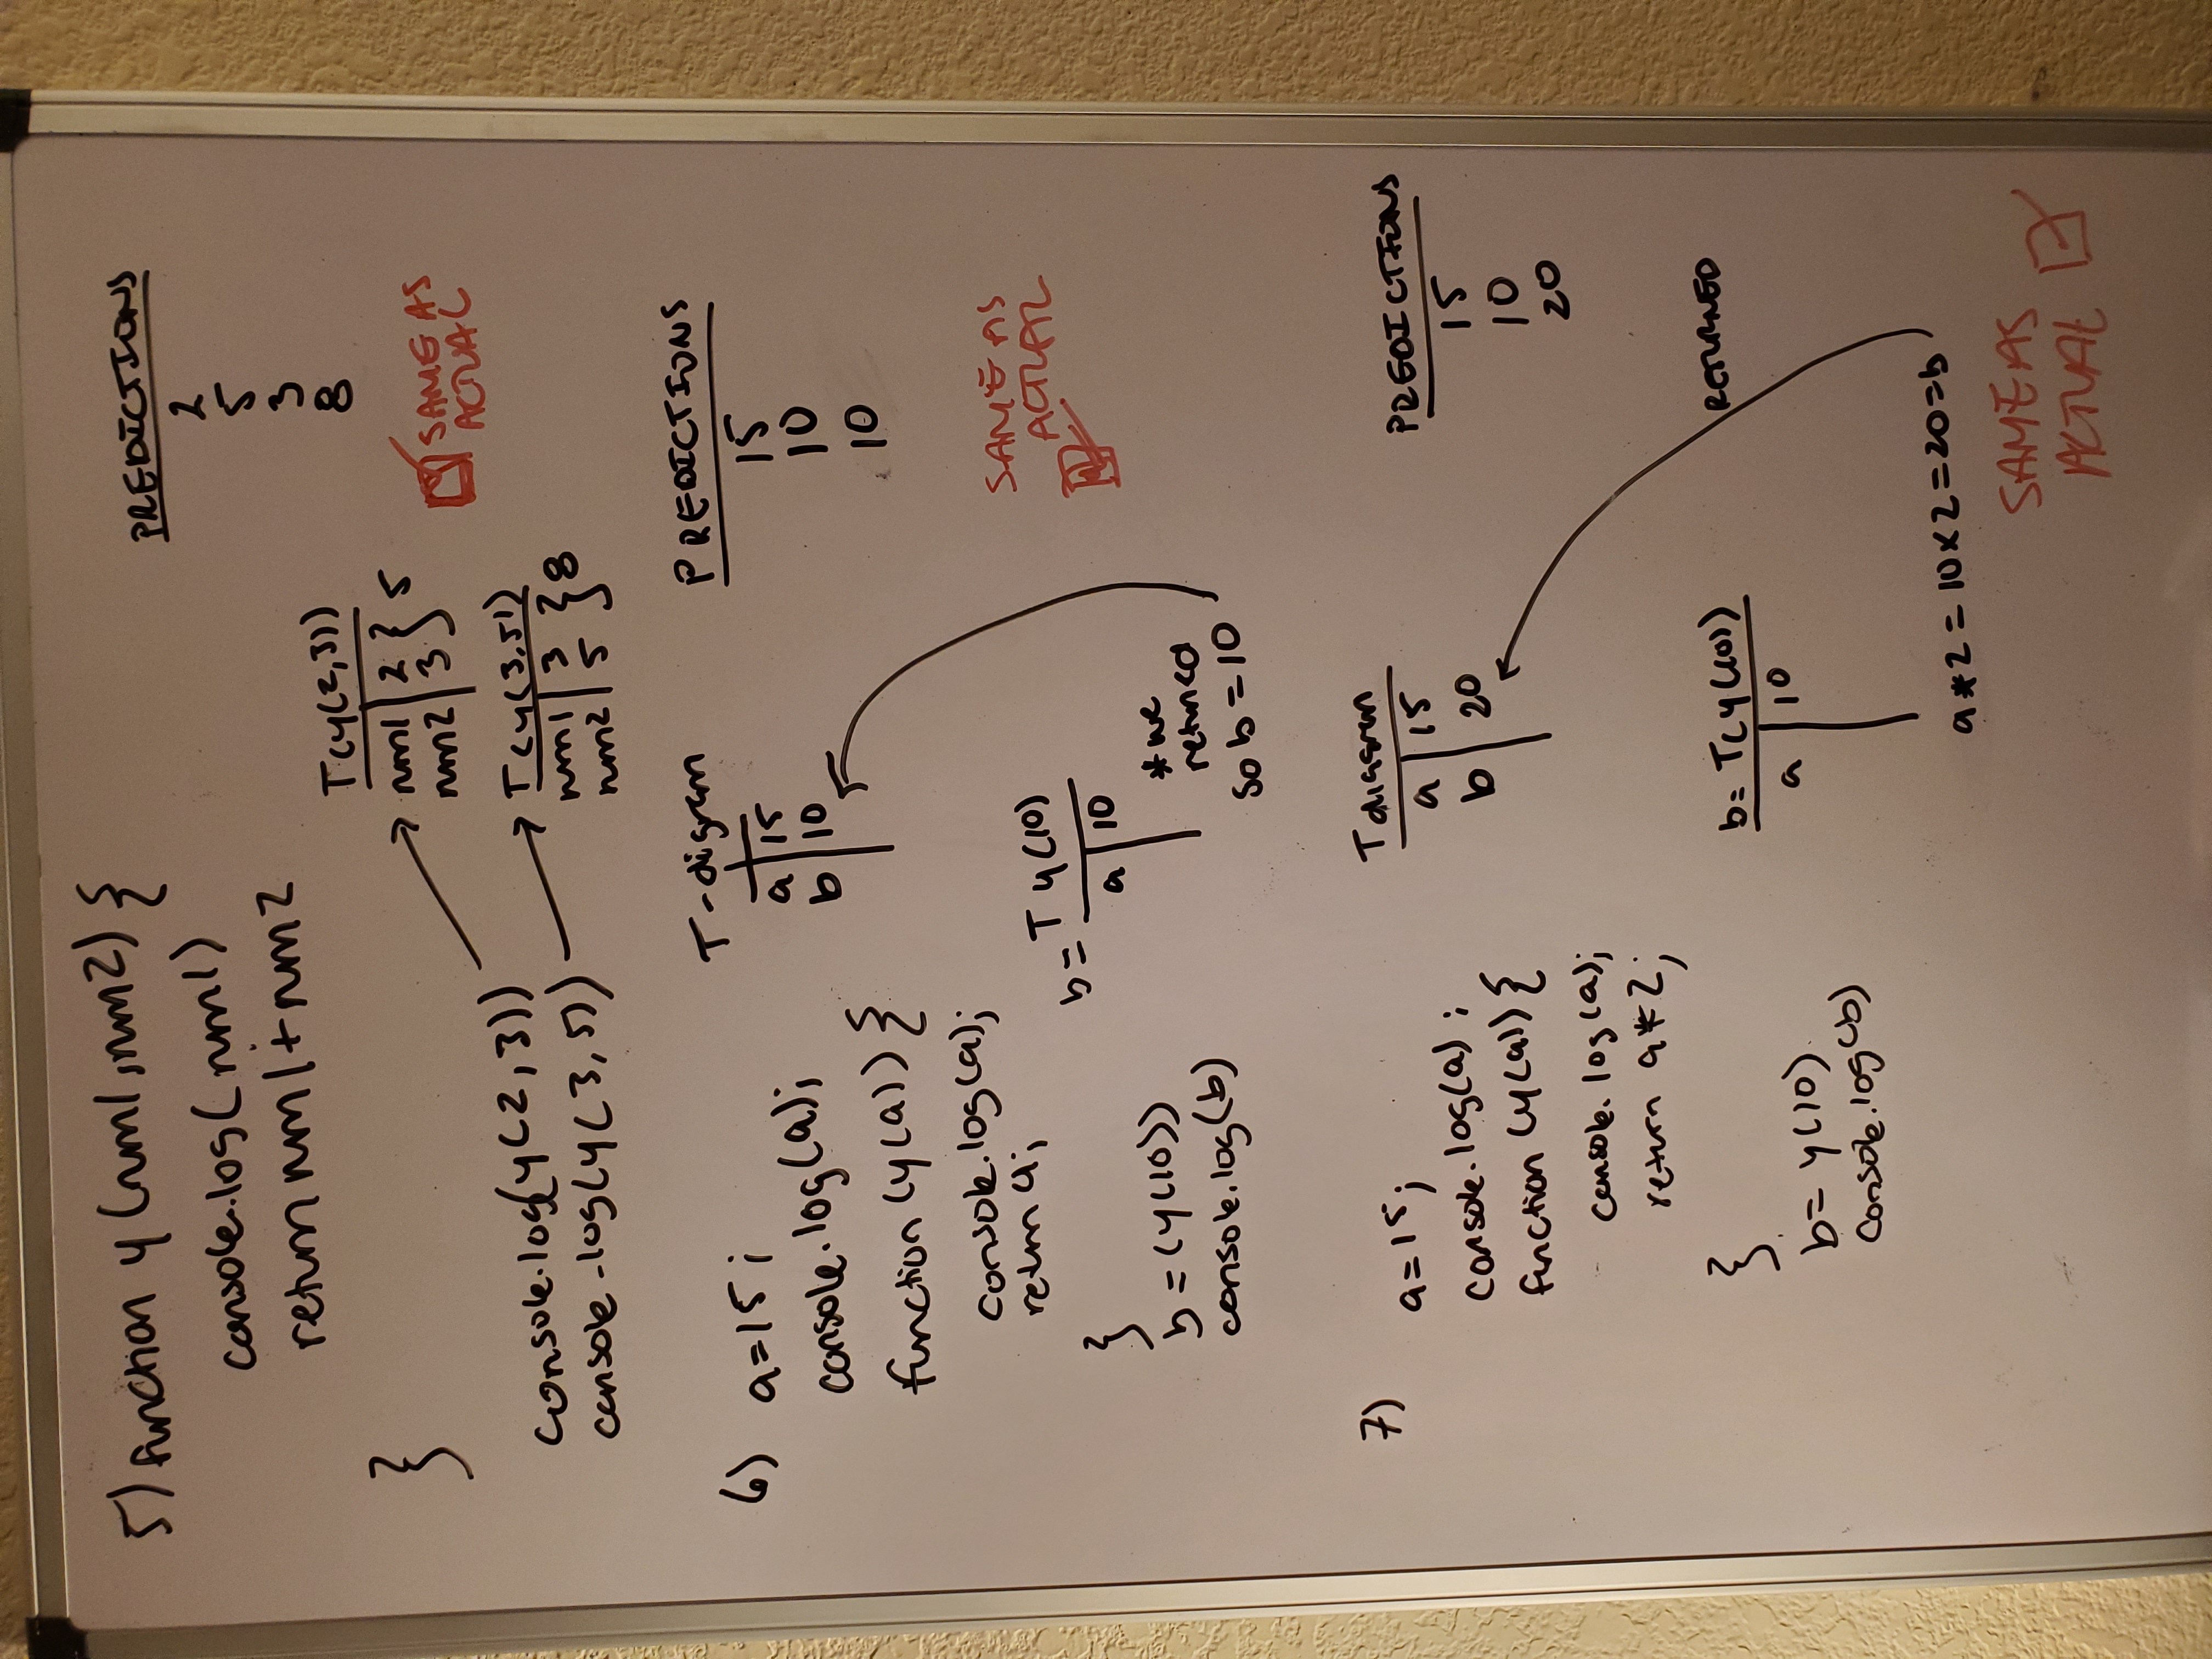 5) function y (num1, num2) {
console.log( num1)
return num1 + num2
}
console.log(y(2,3))
console.log(y(3,5))
T(y(2,3))
num1 2
num2 3 } 5
T(y(3,5))
num1 3
num2 5 } 8
PREDICTIONS
2
5
3
8
SAME AS
ACTUAL
6) a=15;
console.log(a);
function (y(a)) {
console.log(a);
return a;
}
b = (y(10))
console.log(b)
T-digram
a 15
b 10
b = T y(10)
a 10
* we
returned
so b = 10
PREDICTIONS
15
10
10
SAME AS
ACTUAL
7)
a=15;
console.log(a);
function (y(a)) {
console.log(a);
return a*2;
}
b= y(10)
console.log(b)
T diagram
a 15
b 20
b= T(y(10))
a 10
a*2 = 10x2 = 20 = b
RETURNED
PREDICTIONS
15
10
20
SAME AS
ACTUAL